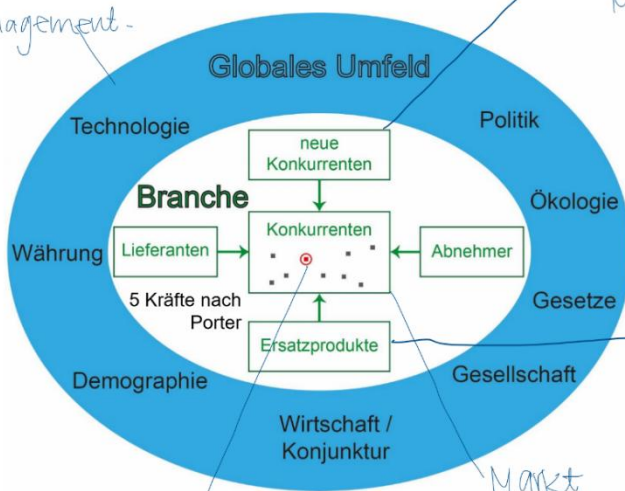 nagement-
Globales Umfeld
Technologie
Politik
neue
Konkurrenten
Branche
Ökologie
Konkurrenten
Währung
Lieferanten
Abnehmer
5 Kräfte nach
Porter
Gesetze
Ersatzprodukte
Demographie
Gesellschaft
Wirtschaft /
Konjunktur
Markt